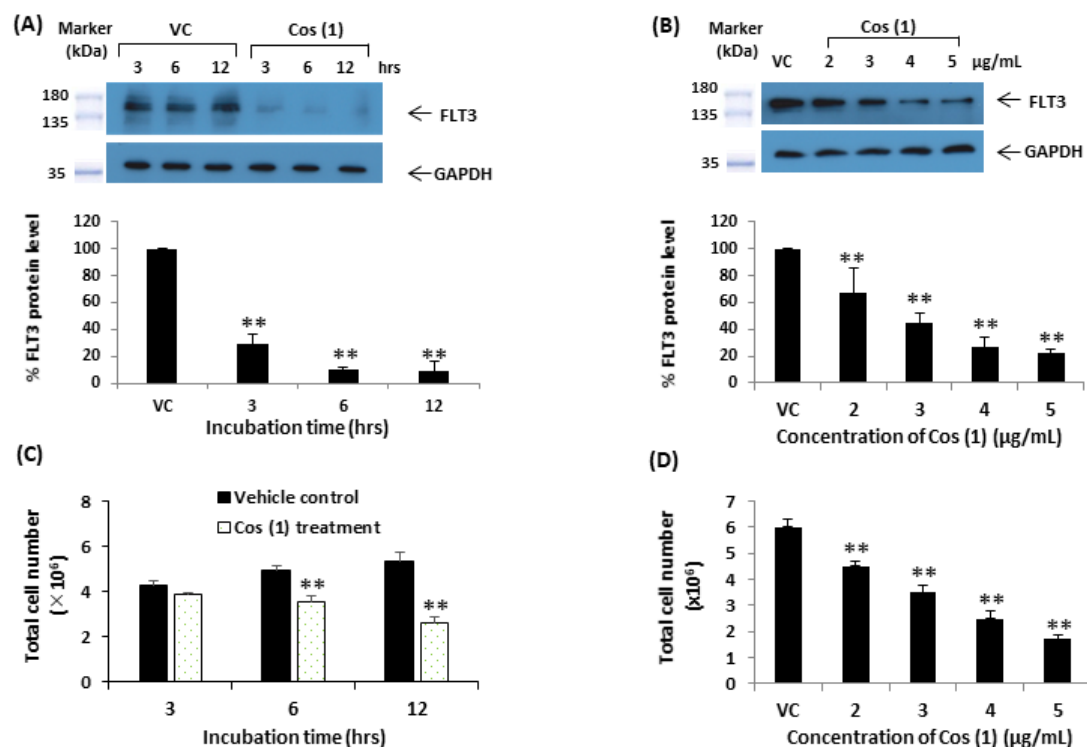 (A)
Marker
(kDa)
VC
Cos (1)
3 6 12 3 6 12 hrs
180
135
FLT3
35
GAPDH
% FLT3 protein level
120
100
80
60
40
20
0
**
**
**
VC 3 6 12
Incubation time (hrs)
(B)
Marker
(kDa)
Cos (1)
VC 2 3 4 5 µg/mL
180
135
FLT3
35
GAPDH
% FLT3 protein level
120
100
80
60
40
20
0
**
**
**
**
VC 2 3 4 5
Concentration of Cos (1) (µg/mL)
(C)
Total cell number
(×10⁶)
8
6
4
2
0
Vehicle control
Cos (1) treatment
**
**
3 6 12
Incubation time (hrs)
(D)
Total cell number
(x10⁶)
7
6
5
4
3
2
1
0
**
**
**
**
VC 2 3 4 5
Concentration of Cos (1) (µg/mL)